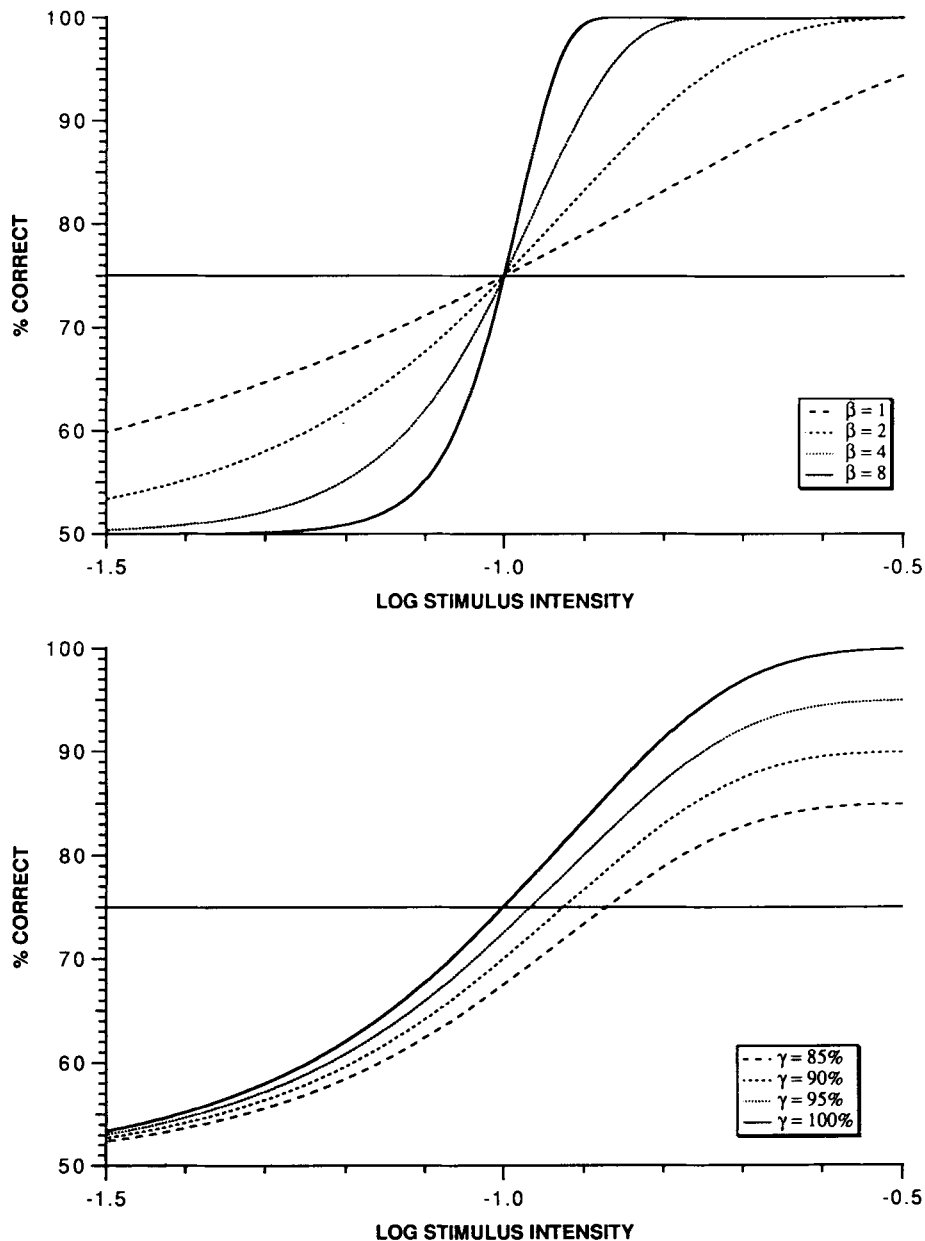 100
90
80
70
60
50
% CORRECT
-1.5
-1.0
-0.5
LOG STIMULUS INTENSITY
β = 1
β = 2
β = 4
β = 8
100
90
80
70
60
50
% CORRECT
-1.5
-1.0
-0.5
LOG STIMULUS INTENSITY
γ = 85%
γ = 90%
γ = 95%
γ = 100%